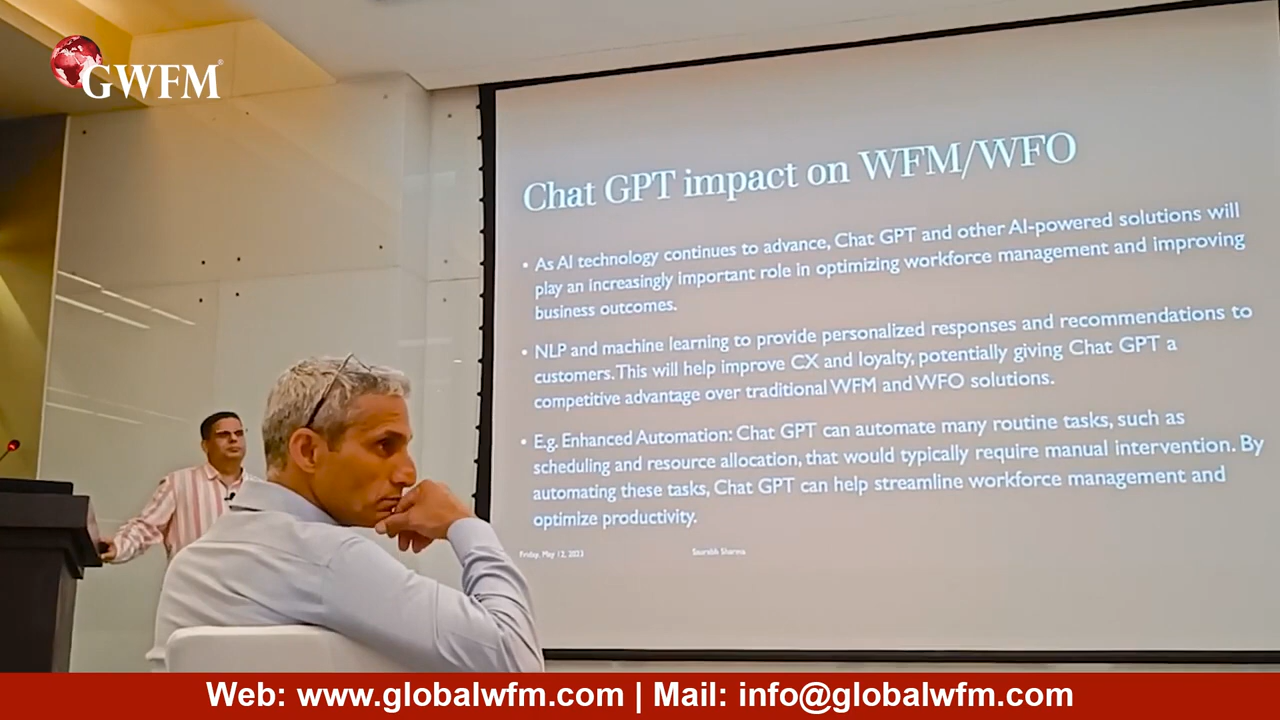 GWFM®
Chat GPT impact on WFM/WFO
• As AI technology continues to advance, Chat GPT and other AI-powered solutions will
play an increasingly important role in optimizing workforce management and improving
business outcomes.
• NLP and machine learning to provide personalized responses and recommendations to
customers. This will help improve CX and loyalty, potentially giving Chat GPT a
competitive advantage over traditional WFM and WFO solutions.
• E.g. Enhanced Automation: Chat GPT can automate many routine tasks, such as
scheduling and resource allocation, that would typically require manual intervention. By
automating these tasks, Chat GPT can help streamline workforce management and
optimize productivity.
Friday, May 12, 2023
Saurabh Sharma
Web: www.globalwfm.com | Mail: info@globalwfm.com